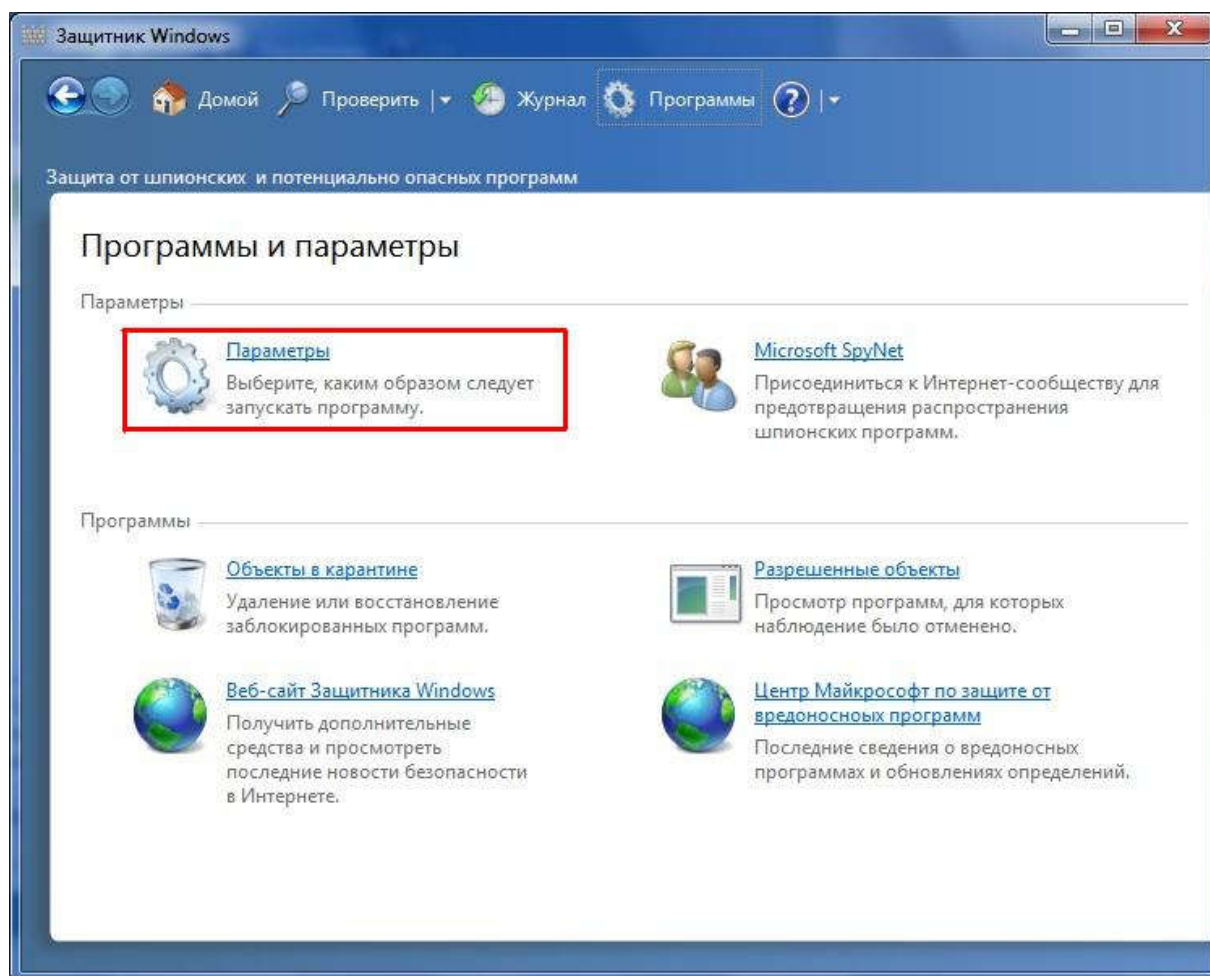 Защитник Windows
Домой Проверить Журнал Программы
Защита от шпионских и потенциально опасных программ
Программы и параметры
Параметры
Параметры
Выберите, каким образом следует
запускать программу.
Microsoft SpyNet
Присоединиться к Интернет-сообществу для
предотвращения распространения
шпионских программ.
Программы
Объекты в карантине
Удаление или восстановление
заблокированных программ.
Разрешенные объекты
Просмотр программ, для которых
наблюдение было отменено.
Веб-сайт Защитника Windows
Получить дополнительные
средства и просмотреть
последние новости безопасности
в Интернете.
Центр Майкрософт по защите от
вредоносноых программ
Последние сведения о вредоносных
программах и обновлениях определений.